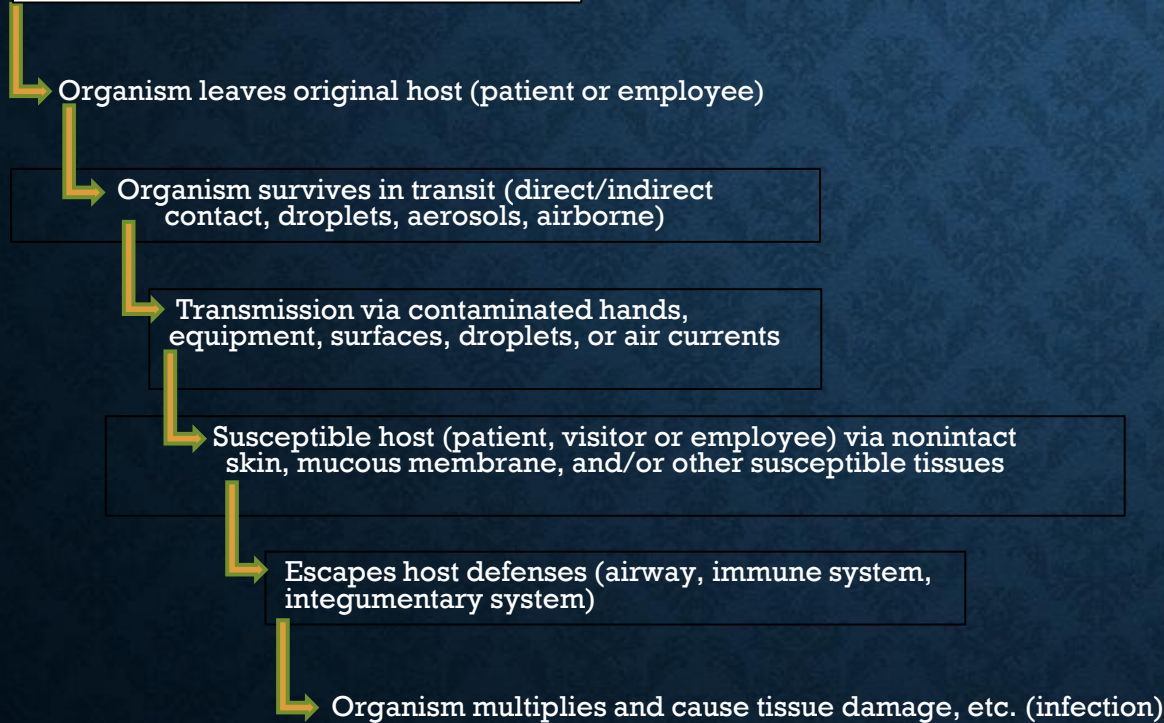 Organism leaves original host (patient or employee)
Organism survives in transit (direct/indirect
contact, droplets, aerosols, airborne)
Transmission via contaminated hands,
equipment, surfaces, droplets, or air currents
Susceptible host (patient, visitor or employee) via nonintact
skin, mucous membrane, and/or other susceptible tissues
Escapes host defenses (airway, immune system,
integumentary system)
Organism multiplies and cause tissue damage, etc. (infection)